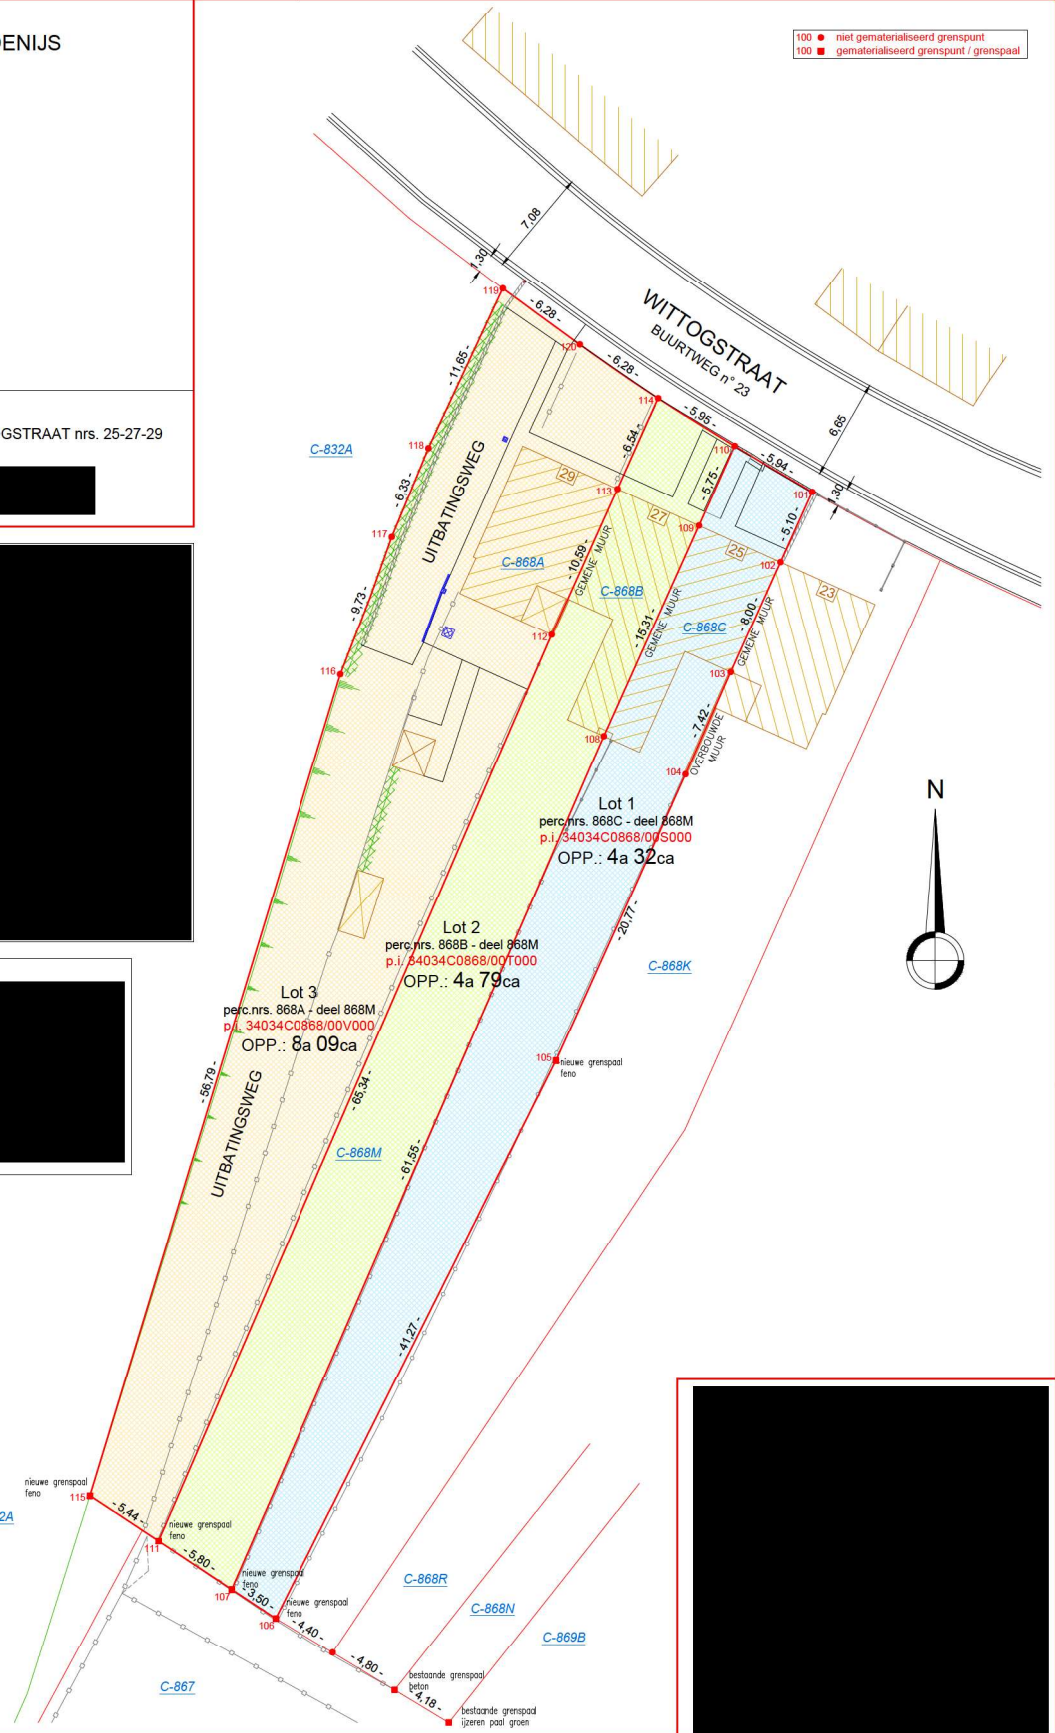 ENIJS
100 niet gematerialiseerd grenspunt
100 gematerialiseerd grenspunt / grenspaal
OGSTRAAT nrs. 25-27-29
7,08
1,30
119
- 6,28 -
120
- 6,28 -
WITTOGSTRAAT
BUURTWEG n° 23
6,65
1,30
114
- 5,95 -
110
- 5,94 -
101
- 11,65 -
118
C-832A
- 6,33 -
117
UITBATINGSWEG
- 6,54 -
113
- 5,75 -
109
- 5,10 -
102
29
27
25
23
C-868A
C-868B
C-868C
- 10,59 -
GEMENE MUUR
- 15,31 -
GEMENE MUUR
- 8,00 -
GEMENE MUUR
- 9,73 -
116
112
103
108
- 7,42 -
OVERBOUWDE
MUUR
104
N
Lot 1
perc.nrs. 868C - deel 868M
p.i. 34034C0868/00S000
OPP.: 4a 32ca
- 20,77 -
Lot 2
perc.nrs. 868B - deel 868M
p.i. 34034C0868/00T000
OPP.: 4a 79ca
C-868K
Lot 3
perc.nrs. 868A - deel 868M
p.i. 34034C0868/00V000
OPP.: 8a 09ca
105
nieuwe grenspaal
feno
- 56,79 -
- 65,34 -
UITBATINGSWEG
C-868M
- 61,55 -
- 41,27 -
nieuwe grenspaal
feno
115
2A
- 5,44 -
nieuwe grenspaal
feno
111
- 5,80 -
nieuwe grenspaal
feno
107
- 3,50 -
nieuwe grenspaal
feno
106
- 4,40 -
C-868R
C-868N
C-869B
- 4,80 -
bestaande grenspaal
beton
- 4,18 -
bestaande grenspaal
ijzeren paal groen
C-867